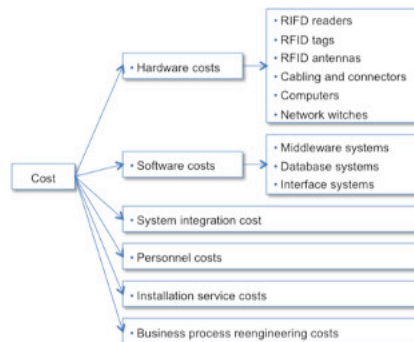 Cost
• Hardware costs
• RIFD readers
• RFID tags
• RFID antennas
• Cabling and connectors
• Computers
• Network witches
• Software costs
• Middleware systems
• Database systems
• Interface systems
• System integration cost
• Personnel costs
• Installation service costs
• Business process reengineering costs